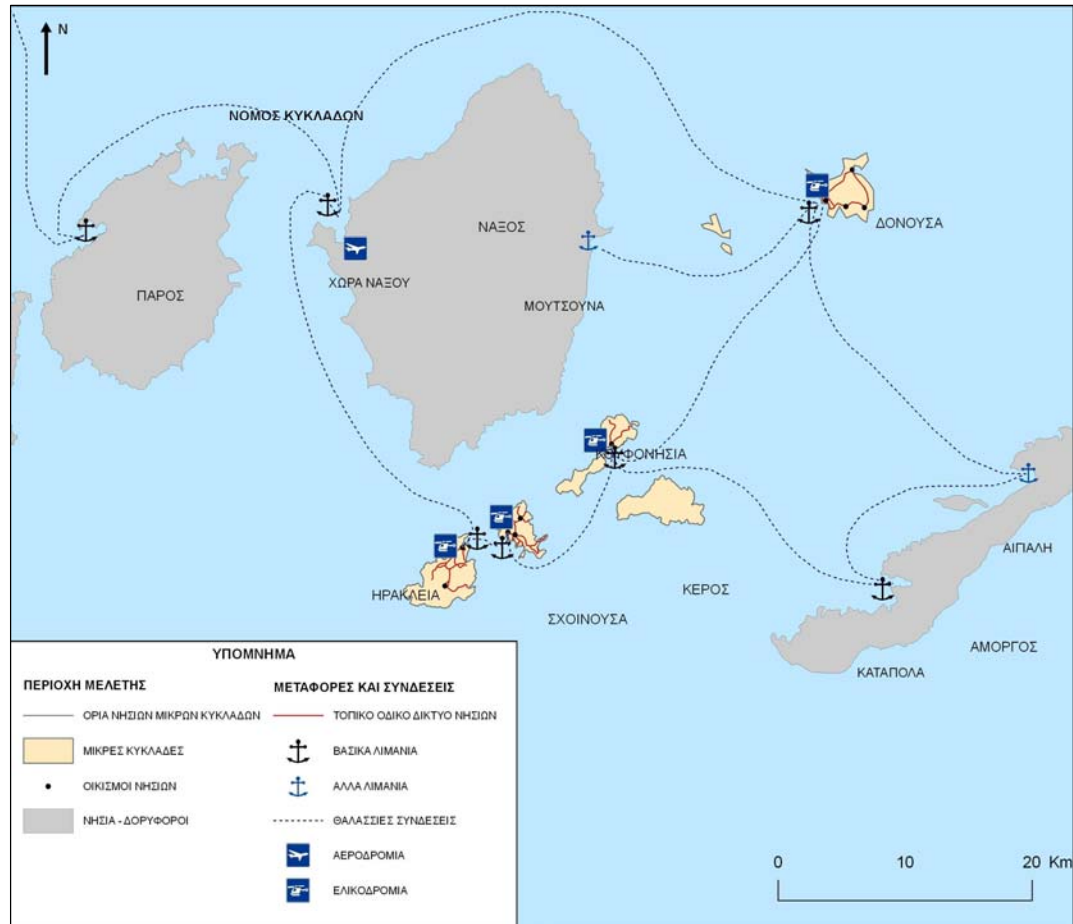 N
ΝΟΜΟΣ ΚΥΚΛΑΔΩΝ
ΝΑΞΟΣ
ΔΟΝΟΥΣΑ
ΧΩΡΑ ΝΑΞΟΥ
ΠΑΡΟΣ
ΜΟΥΤΣΟΥΝΑ
ΚΟΥΦΟΝΗΣΙΑ
ΑΙΓΙΑΛΗ
ΚΕΡΟΣ
ΗΡΑΚΛΕΙΑ
ΣΧΟΙΝΟΥΣΑ
ΑΜΟΡΓΟΣ
ΚΑΤΑΠΟΛΑ
ΥΠΟΜΝΗΜΑ
ΠΕΡΙΟΧΗ ΜΕΛΕΤΗΣ
ΟΡΙΑ ΝΗΣΙΩΝ ΜΙΚΡΩΝ ΚΥΚΛΑΔΩΝ
ΜΙΚΡΕΣ ΚΥΚΛΑΔΕΣ
ΟΙΚΙΣΜΟΙ ΝΗΣΙΩΝ
ΝΗΣΙΑ - ΔΟΡΥΦΟΡΟΙ
ΜΕΤΑΦΟΡΕΣ ΚΑΙ ΣΥΝΔΕΣΕΙΣ
ΤΟΠΙΚΟ ΟΔΙΚΟ ΔΙΚΤΥΟ ΝΗΣΙΩΝ
ΒΑΣΙΚΑ ΛΙΜΑΝΙΑ
ΑΛΛΑ ΛΙΜΑΝΙΑ
ΘΑΛΑΣΣΙΕΣ ΣΥΝΔΕΣΕΙΣ
ΑΕΡΟΔΡΟΜΙΑ
ΕΛΙΚΟΔΡΟΜΙΑ
0 10 20 Km